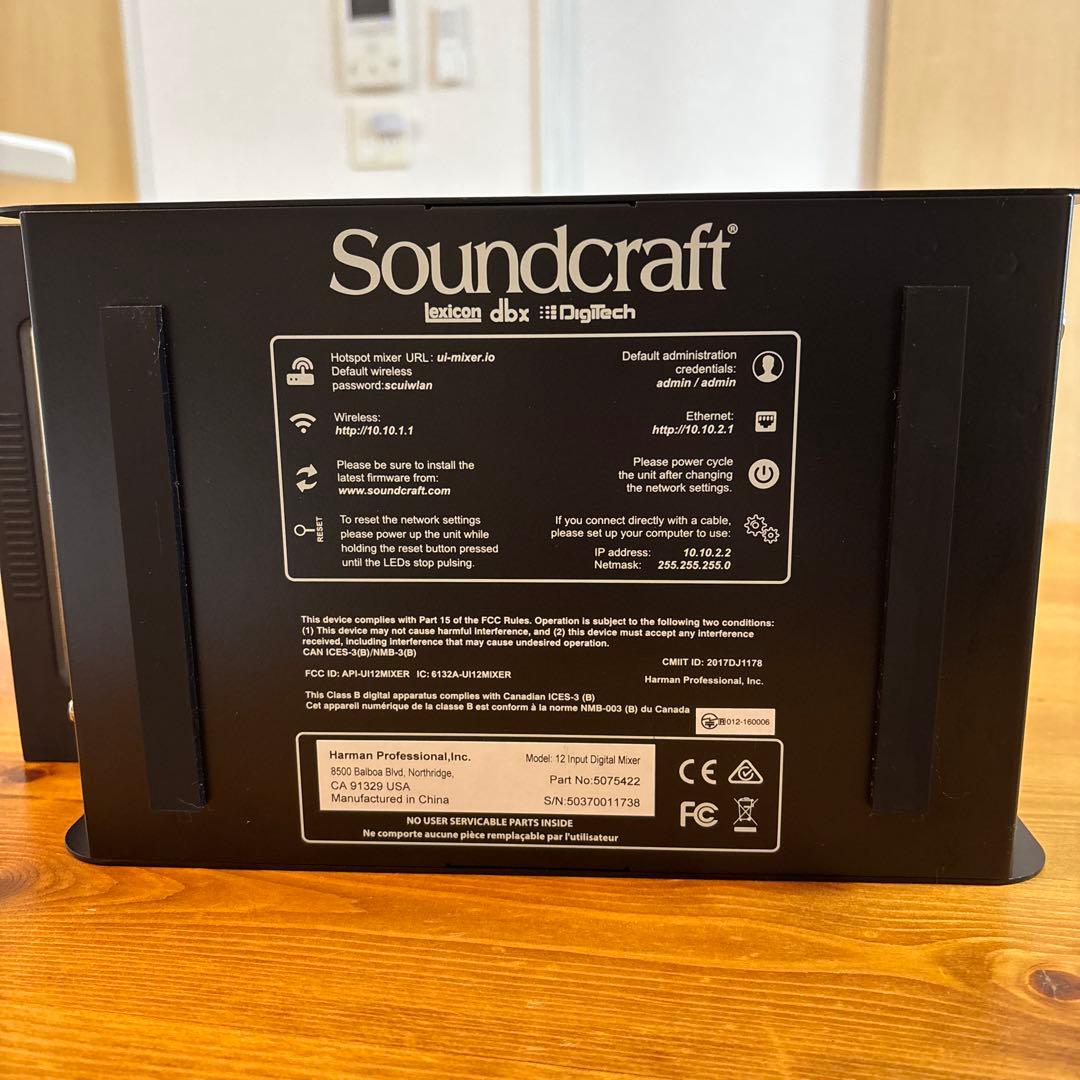 Soundcraft®
lexicon dbx DigiTech
Hotspot mixer URL: ui-mixer.io
Default wireless
password:scuiwlan
Default administration
credentials:
admin / admin
Wireless:
http://10.10.1.1
Ethernet:
http://10.10.2.1
Please be sure to install the
latest firmware from:
www.soundcraft.com
Please power cycle
the unit after changing
the network settings.
RESET
To reset the network settings
please power up the unit while
holding the reset button pressed
until the LEDs stop pulsing.
If you connect directly with a cable,
please set up your computer to use:
IP address: 10.10.2.2
Netmask: 255.255.255.0
This device complies with Part 15 of the FCC Rules. Operation is subject to the following two conditions:
(1) This device may not cause harmful interference, and (2) this device must accept any interference
received, including interference that may cause undesired operation.
CAN ICES-3(B)/NMB-3(B)
CMIIT ID: 2017DJ1178
FCC ID: API-UI12MIXER IC: 6132A-UI12MIXER
Harman Professional, Inc.
This Class B digital apparatus complies with Canadian ICES-3 (B)
Cet appareil numérique de la classe B est conform à la norme NMB-003 (B) du Canada
R 012-160006
Harman Professional,Inc.
8500 Balboa Blvd, Northridge,
CA 91329 USA
Manufactured in China
Model: 12 Input Digital Mixer
Part No:5075422
S/N:50370011738
CE
FC
NO USER SERVICABLE PARTS INSIDE
Ne comporte aucune pièce remplaçable par l'utilisateur